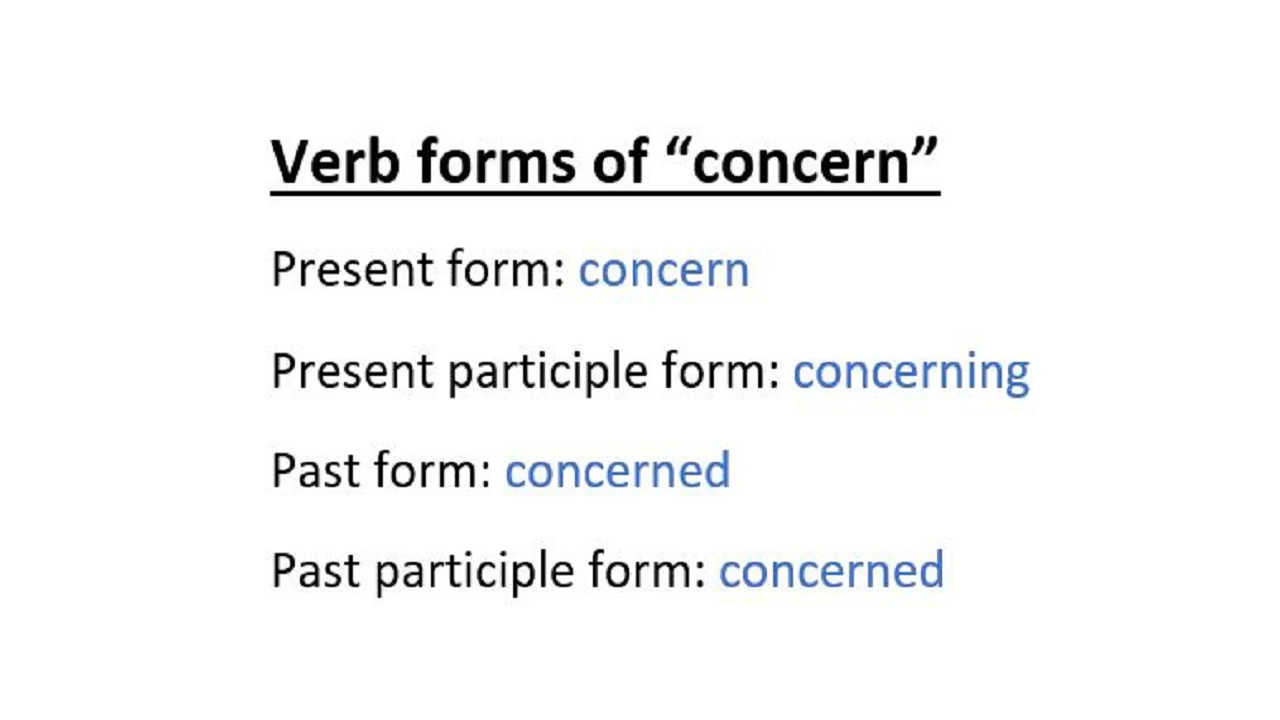 Verb forms of “concern”
Present form: concern
Present participle form: concerning
Past form: concerned
Past participle form: concerned